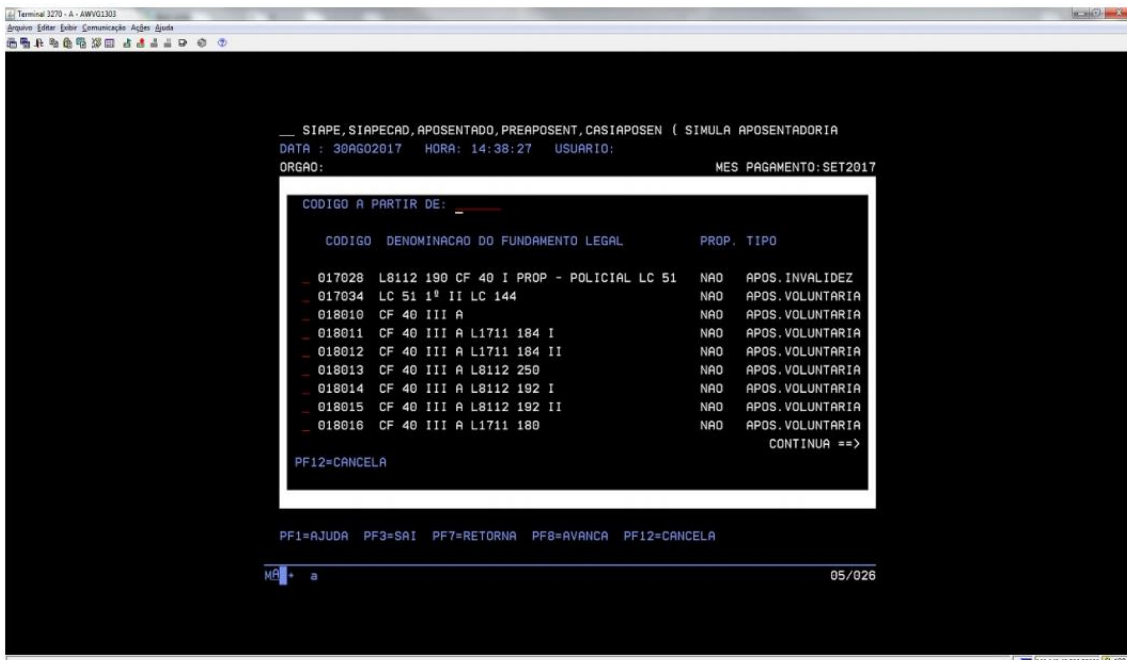 Terminal 3270 - A - AWVG1303
Arquivo Editar Exibir Comunicação Ações Ajuda
__ SIAPE,SIAPECAD,APOSENTADO,PREAPOSENT,CASIAPOSEN ( SIMULA APOSENTADORIA
DATA : 30AGO2017 HORA: 14:38:27 USUARIO:
ORGAO: MES PAGAMENTO:SET2017
CODIGO A PARTIR DE: ______
CODIGO DENOMINACAO DO FUNDAMENTO LEGAL PROP. TIPO
_ 017028 L8112 190 CF 40 I PROP - POLICIAL LC 51 NAO APOS.INVALIDEZ
_ 017034 LC 51 1º II LC 144 NAO APOS.VOLUNTARIA
_ 018010 CF 40 III A NAO APOS.VOLUNTARIA
_ 018011 CF 40 III A L1711 184 I NAO APOS.VOLUNTARIA
_ 018012 CF 40 III A L1711 184 II NAO APOS.VOLUNTARIA
_ 018013 CF 40 III A L8112 250 NAO APOS.VOLUNTARIA
_ 018014 CF 40 III A L8112 192 I NAO APOS.VOLUNTARIA
_ 018015 CF 40 III A L8112 192 II NAO APOS.VOLUNTARIA
_ 018016 CF 40 III A L1711 180 NAO APOS.VOLUNTARIA
CONTINUA ==>
PF12=CANCELA
PF1=AJUDA PF3=SAI PF7=RETORNA PF8=AVANCA PF12=CANCELA
MA + a 05/026